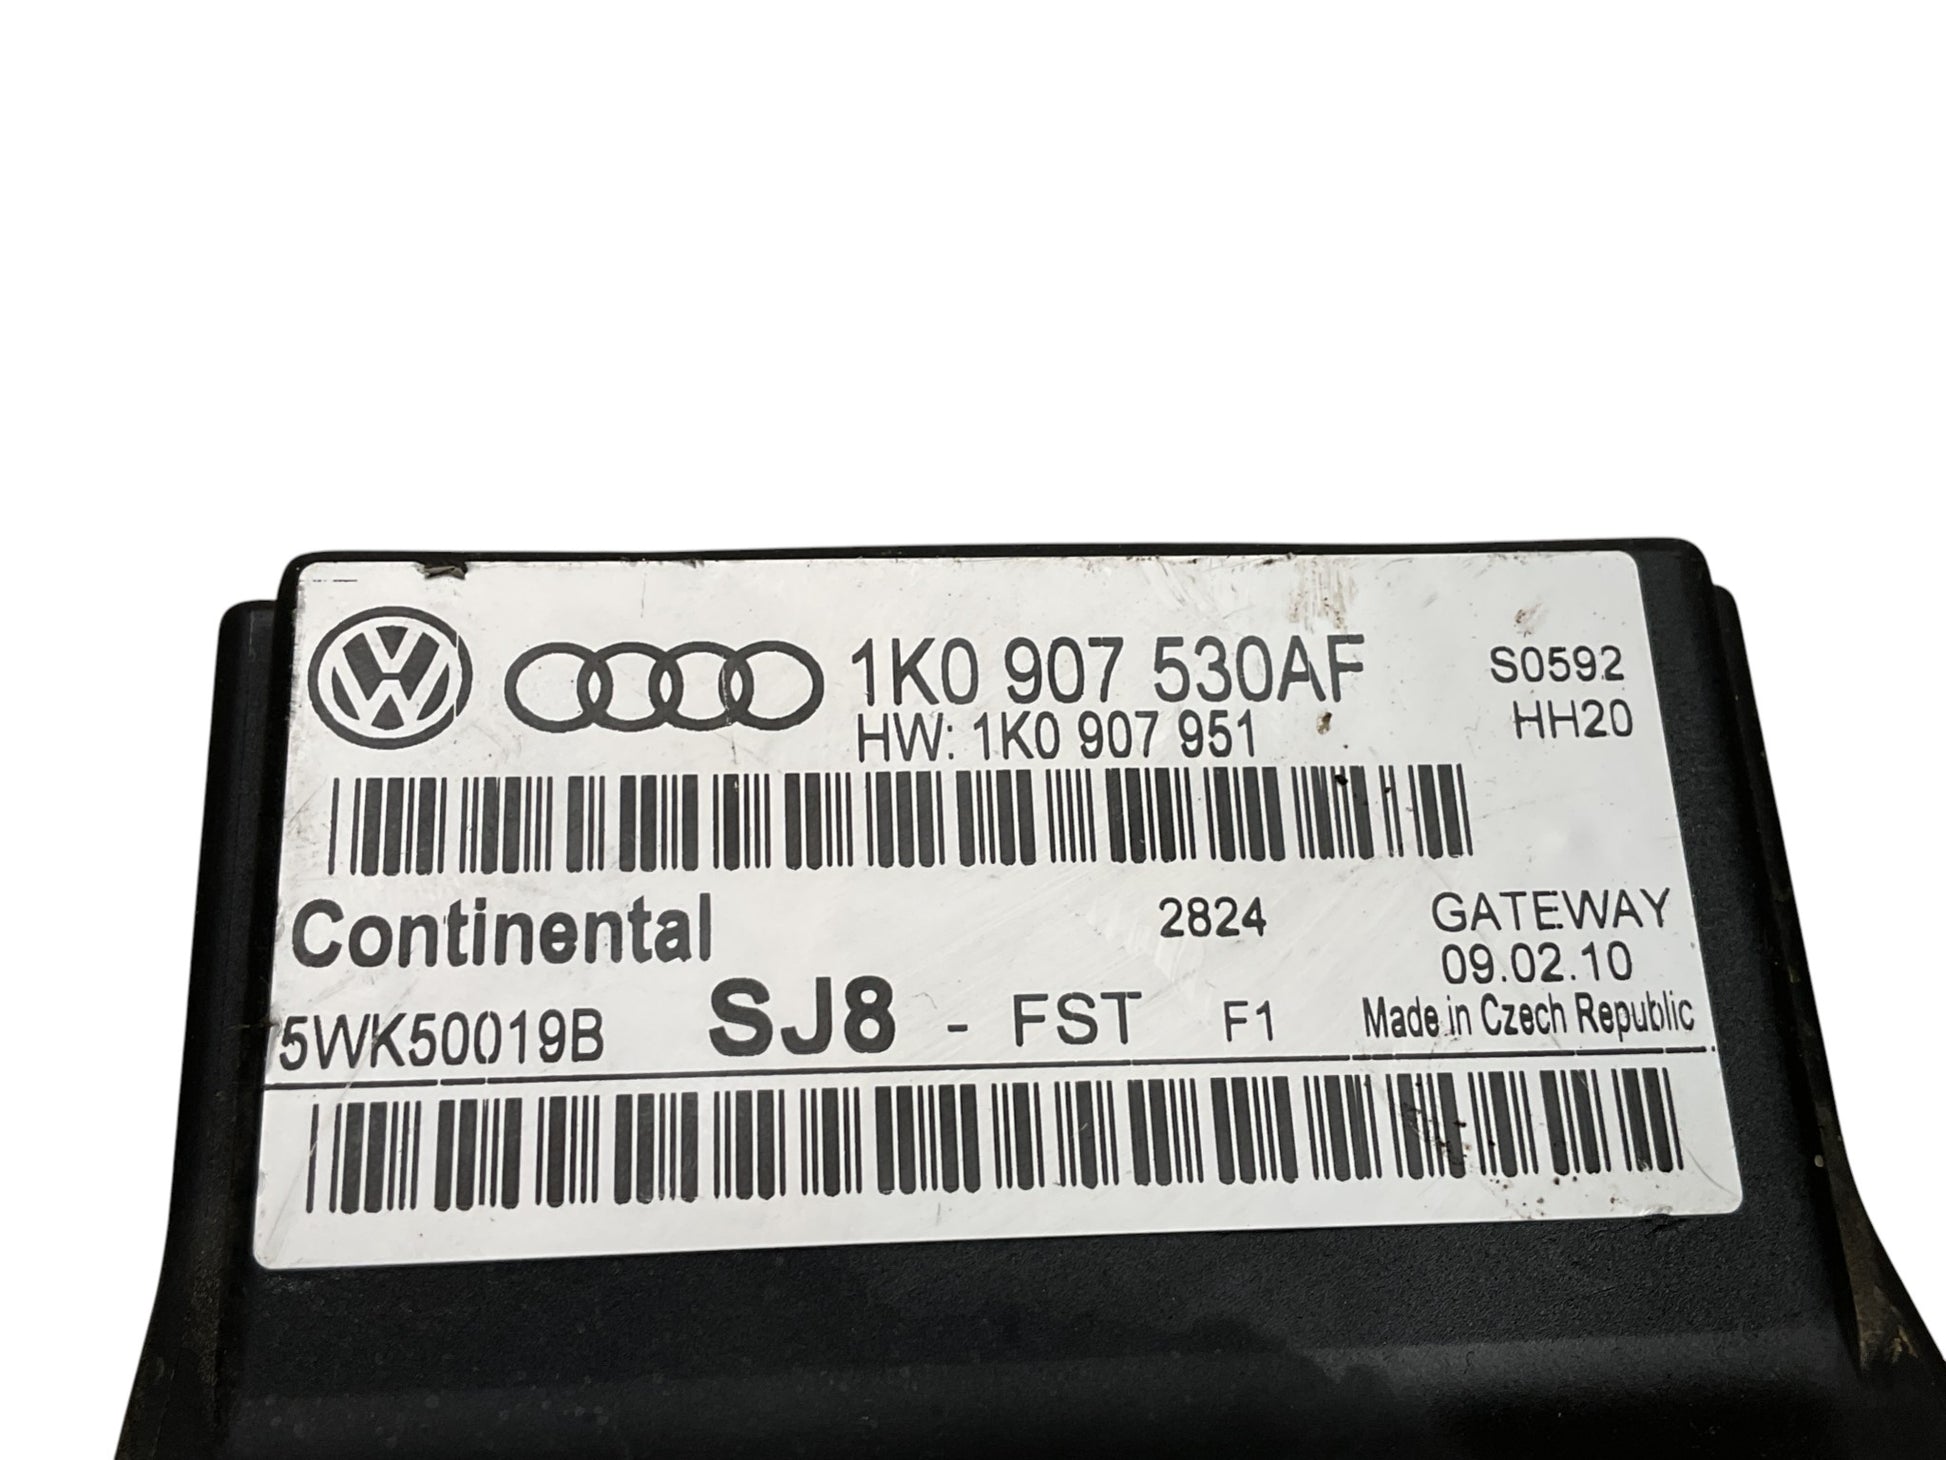 1K0 907 530AF
S0592
HW: 1K0 907 951
HH20
Continental
2824
GATEWAY
09.02.10
5WK50019B
SJ8 - FST F1
Made in Czech Republic